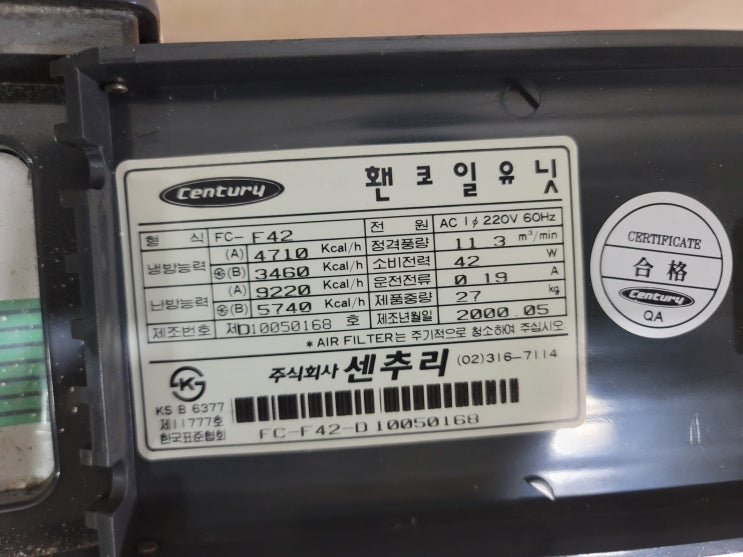 Century 홴 코 일 유 닛
형 식 FC- F42 전 원 AC 1ø 220V 60Hz
냉방능력 (A) 4710 Kcal/h 정격풍량 11 3 m³/min
㉿(B) 3460 Kcal/h 소비전력 42 W
난방능력 (A) 9220 Kcal/h 운전전류 0 19 A
㉿(B) 5740 Kcal/h 제품중량 27 kg
제조번호 제D10050168 호 제조년월일 2000.05
* AIR FILTER는 주기적으로 청소하여 주십시오
주식회사 센추리 (02)316-7114
KS B 6377
제11777호
한국표준협회
FC-F42-D10050168
CERTIFICATE
合格
Century
QA